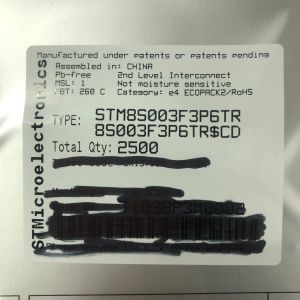 Manufactured under patents or patents pending
Assembled in: CHINA
Pb-free 2nd Level Interconnect
MSL: 1 Not moisture sensitive
PBT: 260 C Category: e4 ECOPACK2/RoHS
TYPE: STM8S003F3P6TR
8S003F3P6TR$CD
Total Qty: 2500
STMicroelectronics